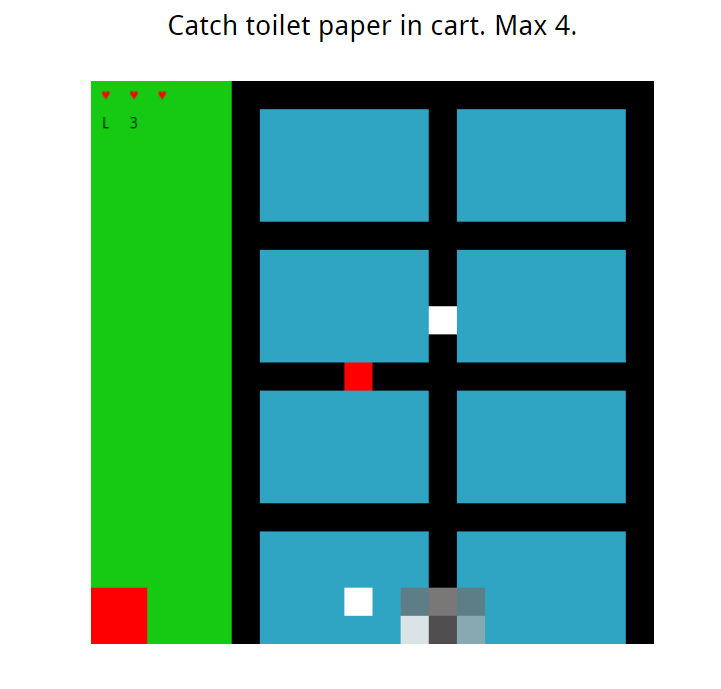 Catch toilet paper in cart. Max 4.
♥ ♥ ♥
L 3